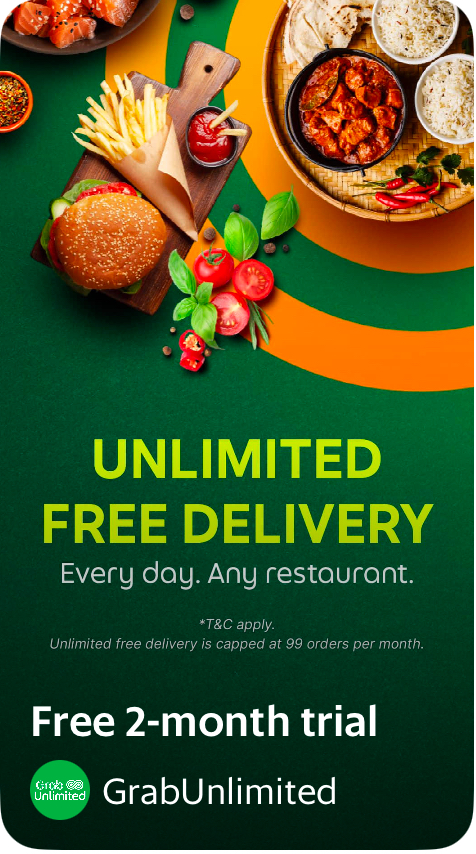 UNLIMITED
FREE DELIVERY
Every day. Any restaurant.
*T&C apply.
Unlimited free delivery is capped at 99 orders per month.
Free 2-month trial
Grab
Unlimited
GrabUnlimited